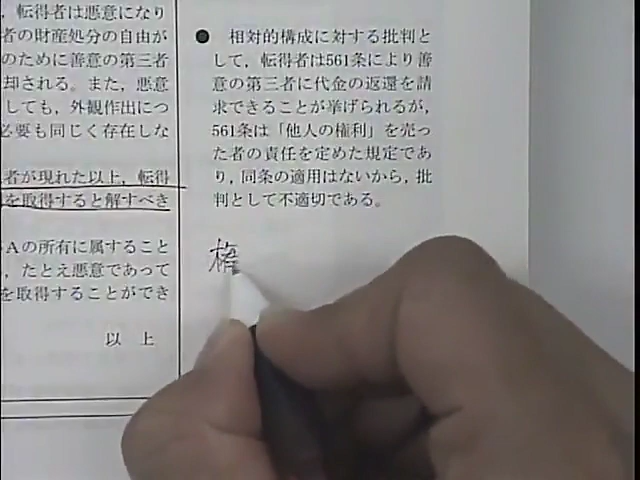 ，転得者は悪意になり
者の財産処分の自由が
のために善意の第三者
却される。また，悪意
しても，外観作出につ
必要も同じく存在しな
者が現れた以上，転得
を取得すると解すべき
Aの所有に属すること
，たとえ悪意であって
を取得することができ
以　上
● 相対的構成に対する批判と
して，転得者は561条により善
意の第三者に代金の返還を請
求できることが挙げられるが，
561条は「他人の権利」を売っ
た者の責任を定めた規定であ
り，同条の適用はないから，批
判として不適切である。
権